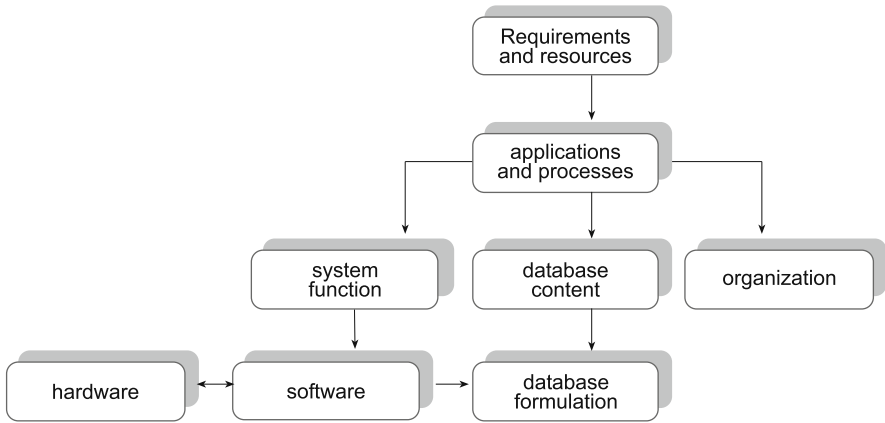 Requirements
and resources
applications
and processes
system
function
database
content
organization
hardware
software
database
formulation